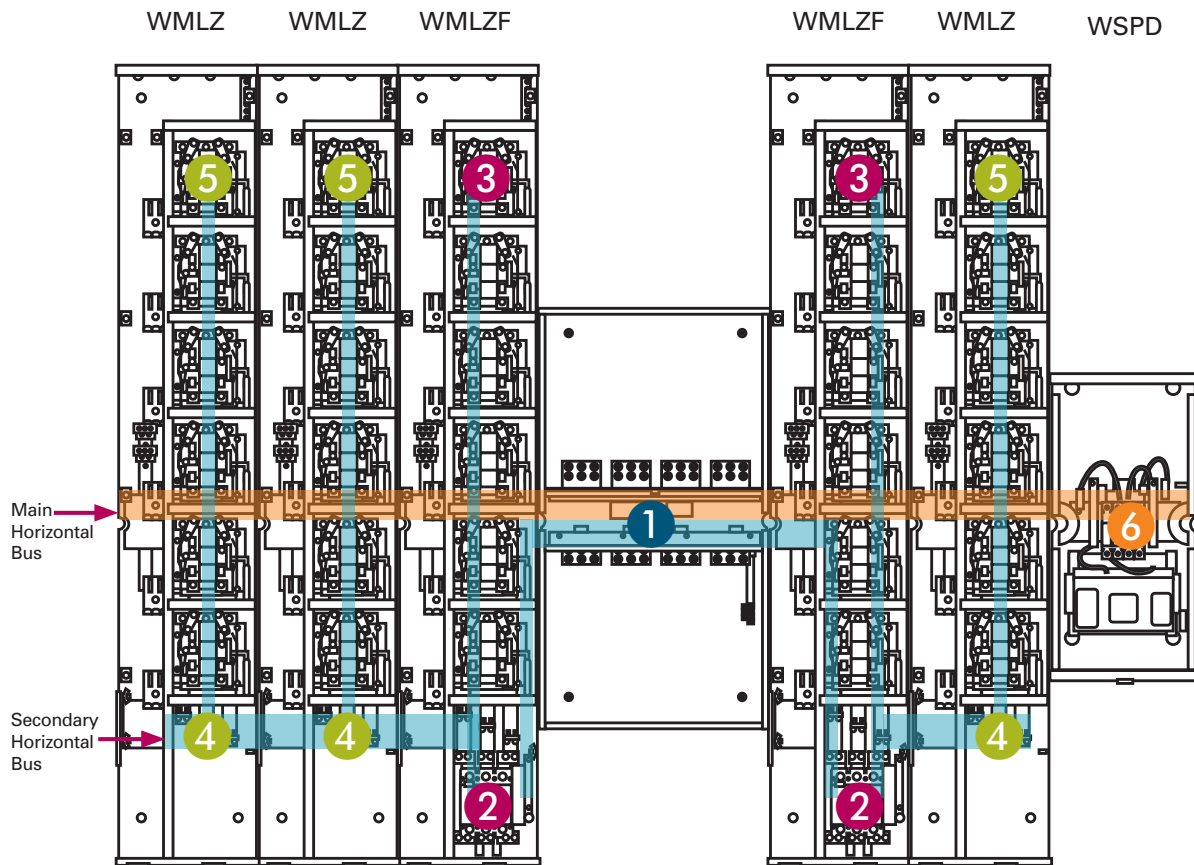 WMLZ WMLZ WMLZF WMLZF WMLZ WSPD
5 5 3 3 5
Main
Horizontal
Bus
1 6
Secondary
Horizontal
Bus
4 4 4
2 2